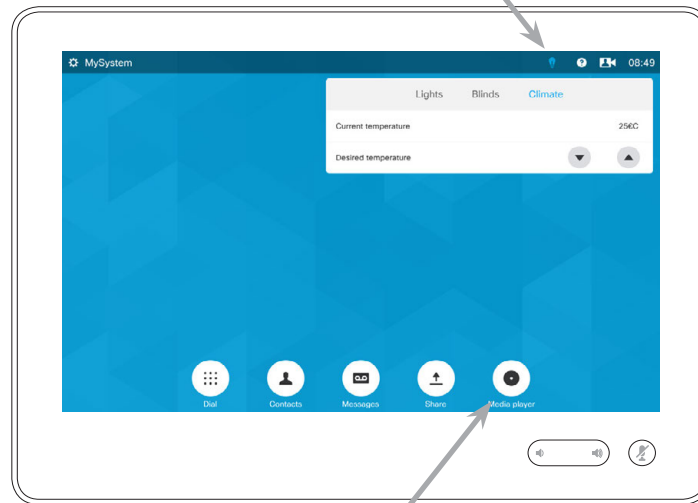 MySystem 08:49
Lights Blinds Climate
Current temperature 25€C
Desired temperature
Dial Contacts Messages Share Media player